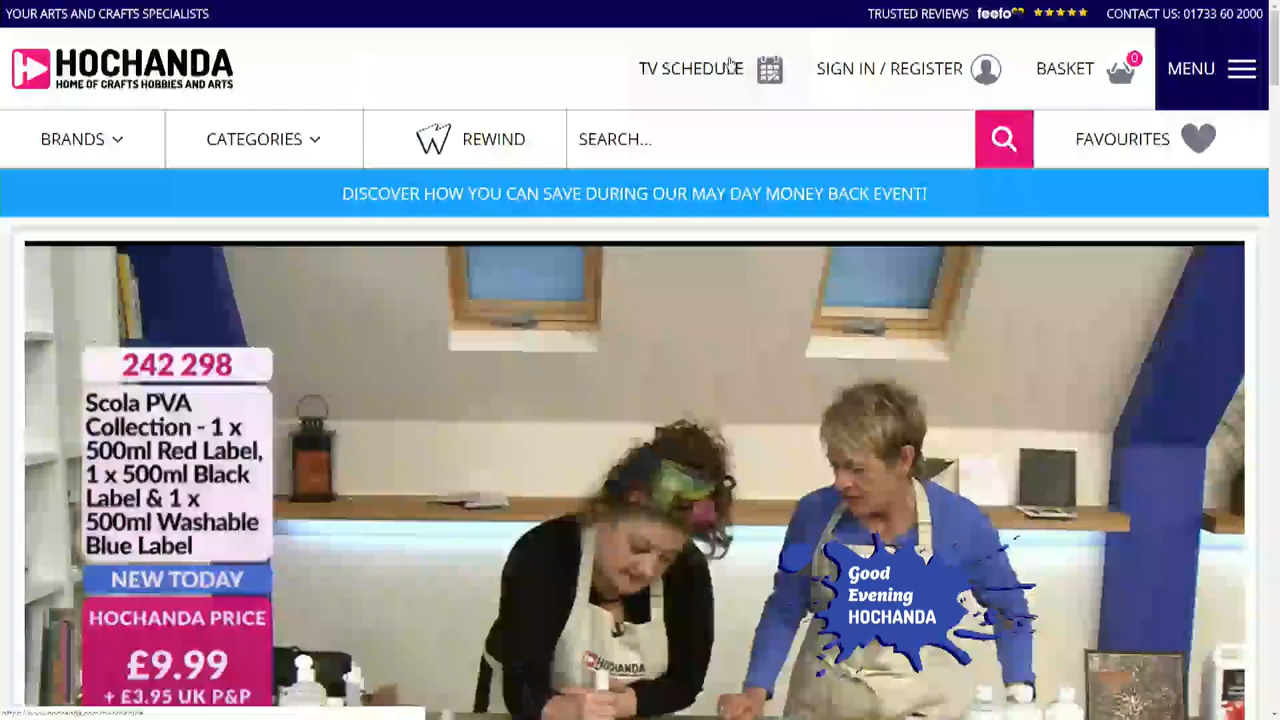 YOUR ARTS AND CRAFTS SPECIALISTS
TRUSTED REVIEWS feefo
CONTACT US: 01733 60 2000
HOCHANDA
HOME OF CRAFTS HOBBIES AND ARTS
TV SCHEDULE
SIGN IN / REGISTER
BASKET
0
MENU
BRANDS
CATEGORIES
REWIND
SEARCH...
FAVOURITES
DISCOVER HOW YOU CAN SAVE DURING OUR MAY DAY MONEY BACK EVENT!
242 298
Scola PVA
Collection - 1 x
500ml Red Label,
1 x 500ml Black
Label & 1 x
500ml Washable
Blue Label
NEW TODAY
HOCHANDA PRICE
£9.99
+ £3.95 UK P&P
Good
Evening
HOCHANDA
HOCHANDA